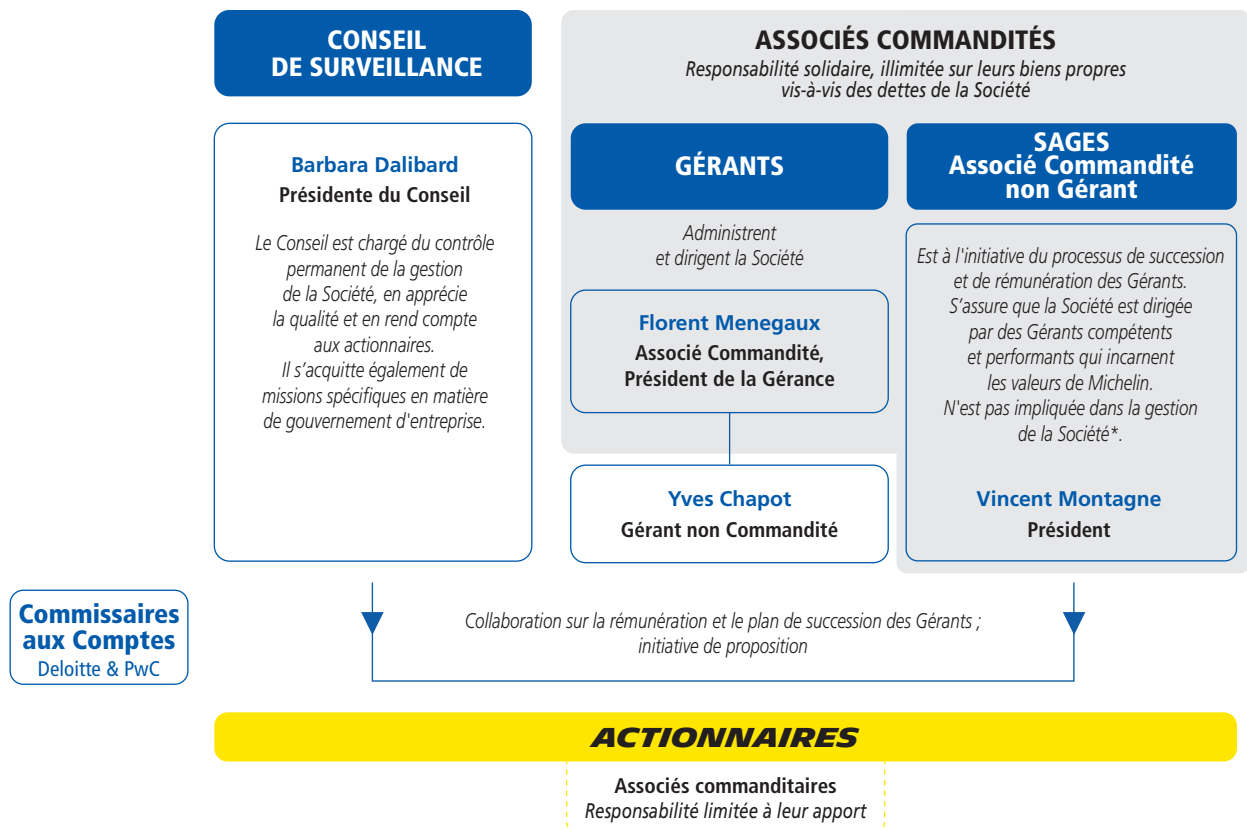 CONSEIL
DE SURVEILLANCE
Barbara Dalibard
Présidente du Conseil
Le Conseil est chargé du contrôle
permanent de la gestion
de la Société, en apprécie
la qualité et en rend compte
aux actionnaires.
Il s’acquitte également de
missions spécifiques en matière
de gouvernement d'entreprise.
ASSOCIÉS COMMANDITÉS
Responsabilité solidaire, illimitée sur leurs biens propres
vis-à-vis des dettes de la Société
GÉRANTS
Administrent
et dirigent la Société
Florent Menegaux
Associé Commandité,
Président de la Gérance
Yves Chapot
Gérant non Commandité
SAGES
Associé Commandité
non Gérant
Est à l'initiative du processus de succession
et de rémunération des Gérants.
S’assure que la Société est dirigée
par des Gérants compétents
et performants qui incarnent
les valeurs de Michelin.
N'est pas impliquée dans la gestion
de la Société*.
Vincent Montagne
Président
Commissaires
aux Comptes
Deloitte & PwC
Collaboration sur la rémunération et le plan de succession des Gérants ;
initiative de proposition
ACTIONNAIRES
Associés commanditaires
Responsabilité limitée à leur apport